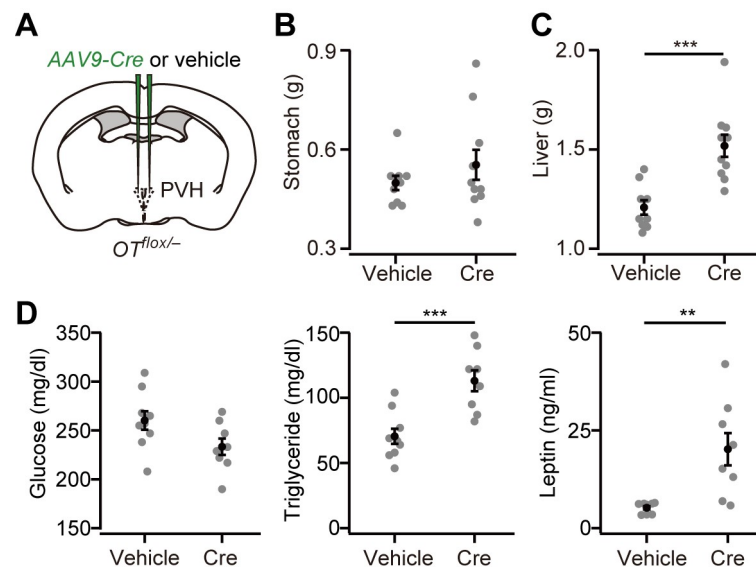 A
AAV9-Cre or vehicle
PVH
OT^flox/–
B
Stomach (g)
0.9
0.6
0.3
Vehicle
Cre
C
Liver (g)
2.0
1.5
1.0
***
Vehicle
Cre
D
Glucose (mg/dl)
350
300
250
200
150
Vehicle
Cre
Triglyceride (mg/dl)
150
100
50
0
***
Vehicle
Cre
Leptin (ng/ml)
50
25
0
**
Vehicle
Cre